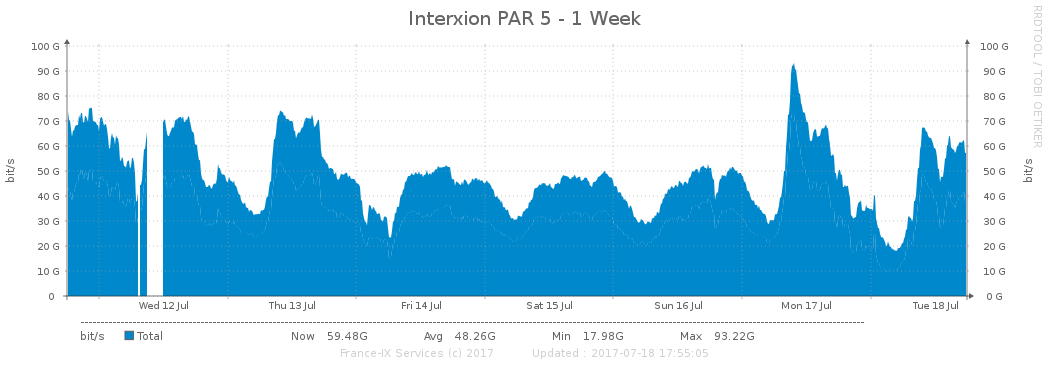 Interxion PAR 5 - 1 Week
RRDTOOL / TOBI OETIKER
bit/s
100 G 100 G
90 G 90 G
80 G 80 G
70 G 70 G
60 G 60 G
50 G 50 G
40 G 40 G
30 G 30 G
20 G 20 G
10 G 10 G
0 0 G
bit/s
Wed 12 Jul Thu 13 Jul Fri 14 Jul Sat 15 Jul Sun 16 Jul Mon 17 Jul Tue 18 Jul
bit/s Total Now 59.48G Avg 48.26G Min 17.98G Max 93.22G
France-IX Services (c) 2017 Updated : 2017-07-18 17:55:05